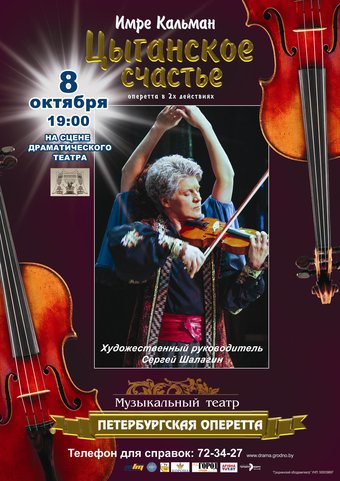 Имре Кальман
Цыганское
счастье
оперетта в 2х действиях
8
октября
19:00
НА СЦЕНЕ
ДРАМАТИЧЕСКОГО
ТЕАТРА
Художественный руководитель
Сергей Шалагин
Музыкальный театр
ПЕТЕРБУРГСКАЯ ОПЕРЕТТА
Телефон для справок: 72-34-27
www.drama.grodno.by
ГОРОД